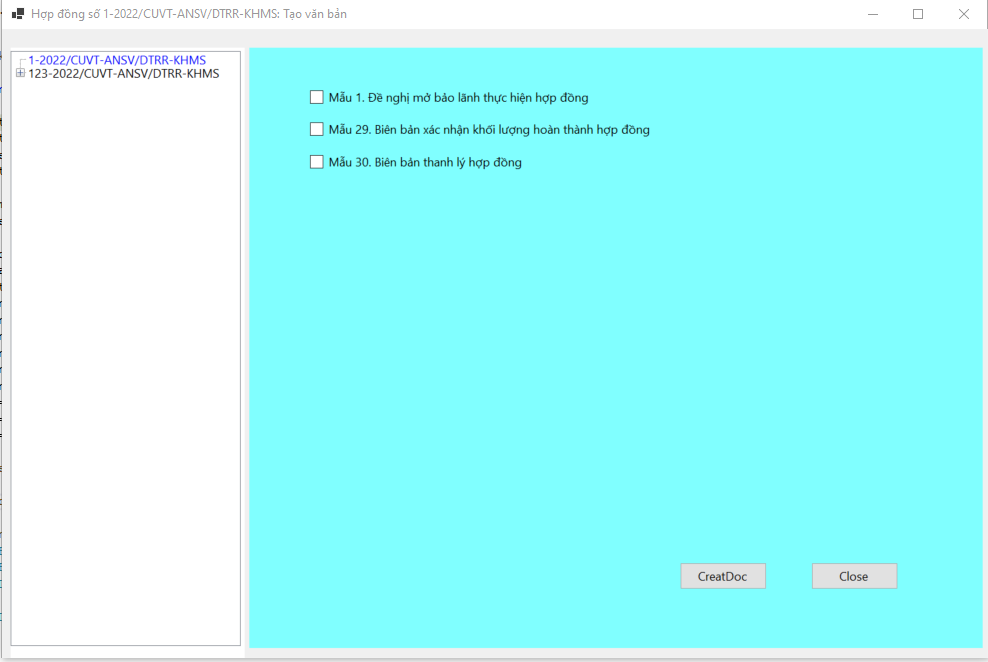 Hợp đồng số 1-2022/CUVT-ANSV/DTRR-KHMS: Tạo văn bản
1-2022/CUVT-ANSV/DTRR-KHMS
123-2022/CUVT-ANSV/DTRR-KHMS
Mẫu 1. Đề nghị mở bảo lãnh thực hiện hợp đồng
Mẫu 29. Biên bản xác nhận khối lượng hoàn thành hợp đồng
Mẫu 30. Biên bản thanh lý hợp đồng
CreatDoc
Close